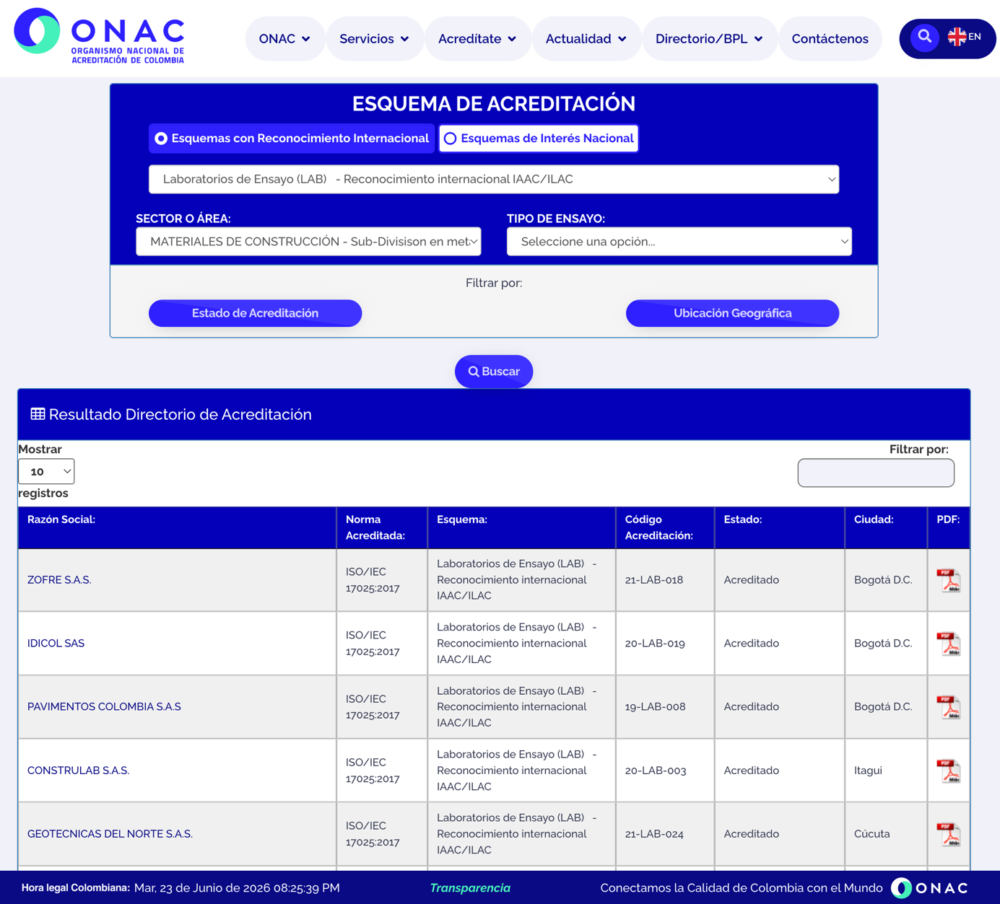 ONAC
ORGANISMO NACIONAL DE
ACREDITACIÓN DE COLOMBIA
ONAC
Servicios
Acredítate
Actualidad
Directorio/BPL
Contáctenos
EN
ESQUEMA DE ACREDITACIÓN
Esquemas con Reconocimiento Internacional
Esquemas de Interés Nacional
Laboratorios de Ensayo (LAB) - Reconocimiento internacional IAAC/ILAC
SECTOR O ÁREA:
TIPO DE ENSAYO:
MATERIALES DE CONSTRUCCIÓN - Sub-Divisison en met
Seleccione una opción...
Filtrar por:
Estado de Acreditación
Ubicación Geográfica
Buscar
Resultado Directorio de Acreditación
Mostrar
10
registros
Filtrar por:
Razón Social:
Norma
Acreditada:
Esquema:
Código
Acreditación:
Estado:
Ciudad:
PDF:
ZOFRE S.A.S.
ISO/IEC
17025:2017
Laboratorios de Ensayo (LAB) -
Reconocimiento internacional
IAAC/ILAC
21-LAB-018
Acreditado
Bogotá D.C.
PDF
Adobe
IDICOL SAS
ISO/IEC
17025:2017
Laboratorios de Ensayo (LAB) -
Reconocimiento internacional
IAAC/ILAC
20-LAB-019
Acreditado
Bogotá D.C.
PDF
Adobe
PAVIMENTOS COLOMBIA S.A.S
ISO/IEC
17025:2017
Laboratorios de Ensayo (LAB) -
Reconocimiento internacional
IAAC/ILAC
19-LAB-008
Acreditado
Bogotá D.C.
PDF
Adobe
CONSTRULAB S.A.S.
ISO/IEC
17025:2017
Laboratorios de Ensayo (LAB) -
Reconocimiento internacional
IAAC/ILAC
20-LAB-003
Acreditado
Itagui
PDF
Adobe
GEOTECNICAS DEL NORTE S.A.S.
ISO/IEC
17025:2017
Laboratorios de Ensayo (LAB) -
Reconocimiento internacional
IAAC/ILAC
21-LAB-024
Acreditado
Cúcuta
PDF
Adobe
Hora legal Colombiana: Mar, 23 de Junio de 2026 08:25:39 PM
Transparencia
Conectamos la Calidad de Colombia con el Mundo
ONAC